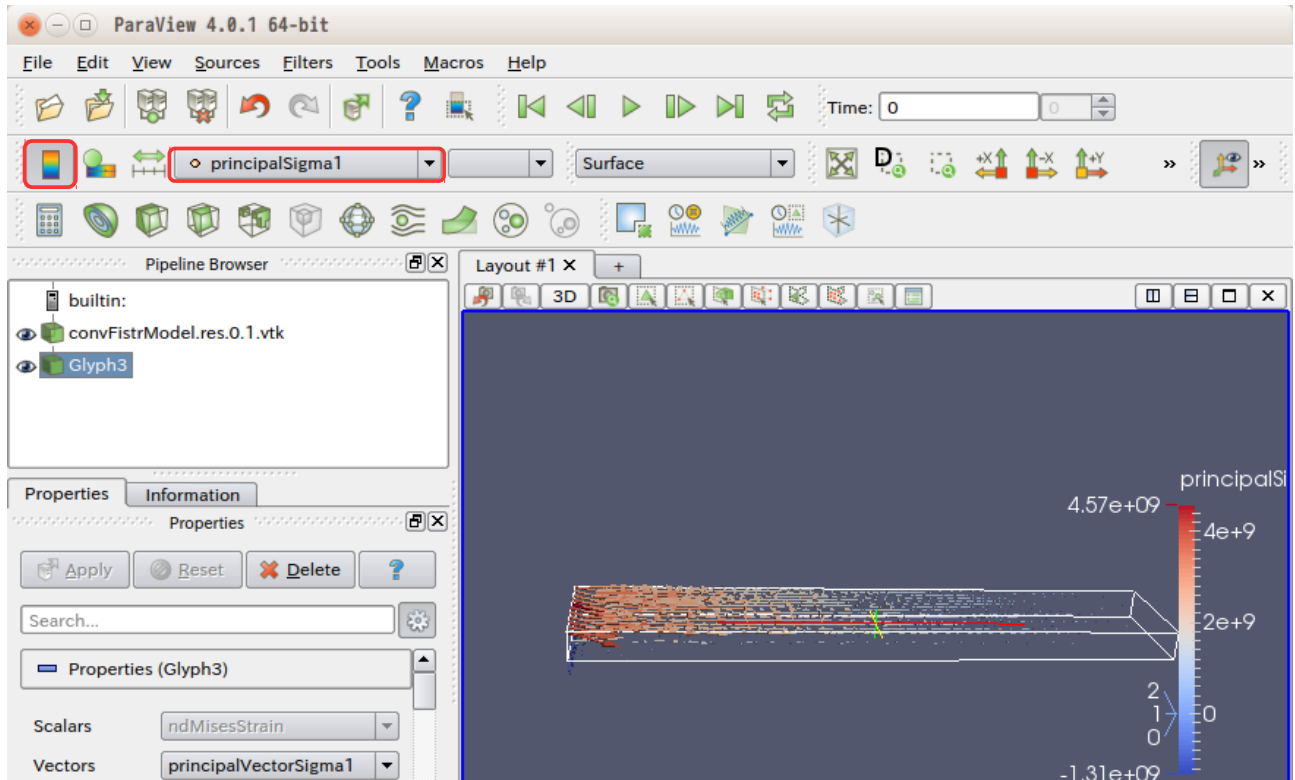 ParaView 4.0.1 64-bit
File Edit View Sources Filters Tools Macros Help
Time: 0 0
principalSigma1 Surface
Pipeline Browser
Layout #1
builtin:
3D
convFistrModel.res.0.1.vtk
Glyph3
Properties Information
Properties
principalSi
4.57e+09
4e+9
Apply Reset Delete ?
Search...
2e+9
Properties (Glyph3)
2
1
0
0
Scalars ndMisesStrain
Vectors principalVectorSigma1
-1.31e+09